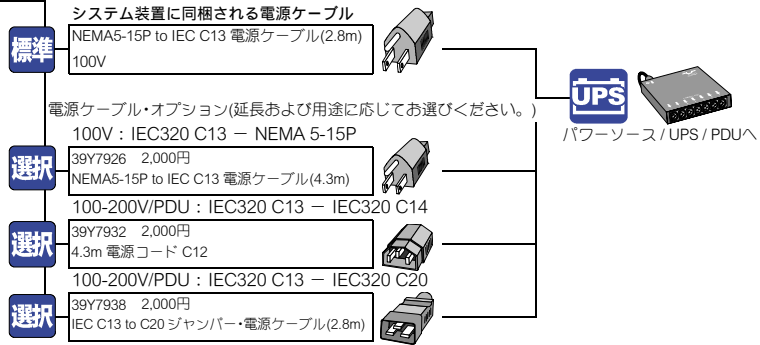 システム装置に同梱される電源ケーブル
標準
NEMA5-15P to IEC C13 電源ケーブル(2.8m)
100V
電源ケーブル・オプション(延長および用途に応じてお選びください。)
100V：IEC320 C13 － NEMA 5-15P
選択
39Y7926 2,000円
NEMA5-15P to IEC C13 電源ケーブル(4.3m)
100-200V/PDU：IEC320 C13 － IEC320 C14
選択
39Y7932 2,000円
4.3m 電源コード C12
100-200V/PDU：IEC320 C13 － IEC320 C20
選択
39Y7938 2,000円
IEC C13 to C20 ジャンパー・電源ケーブル(2.8m)
UPS
パワーソース / UPS / PDUへ